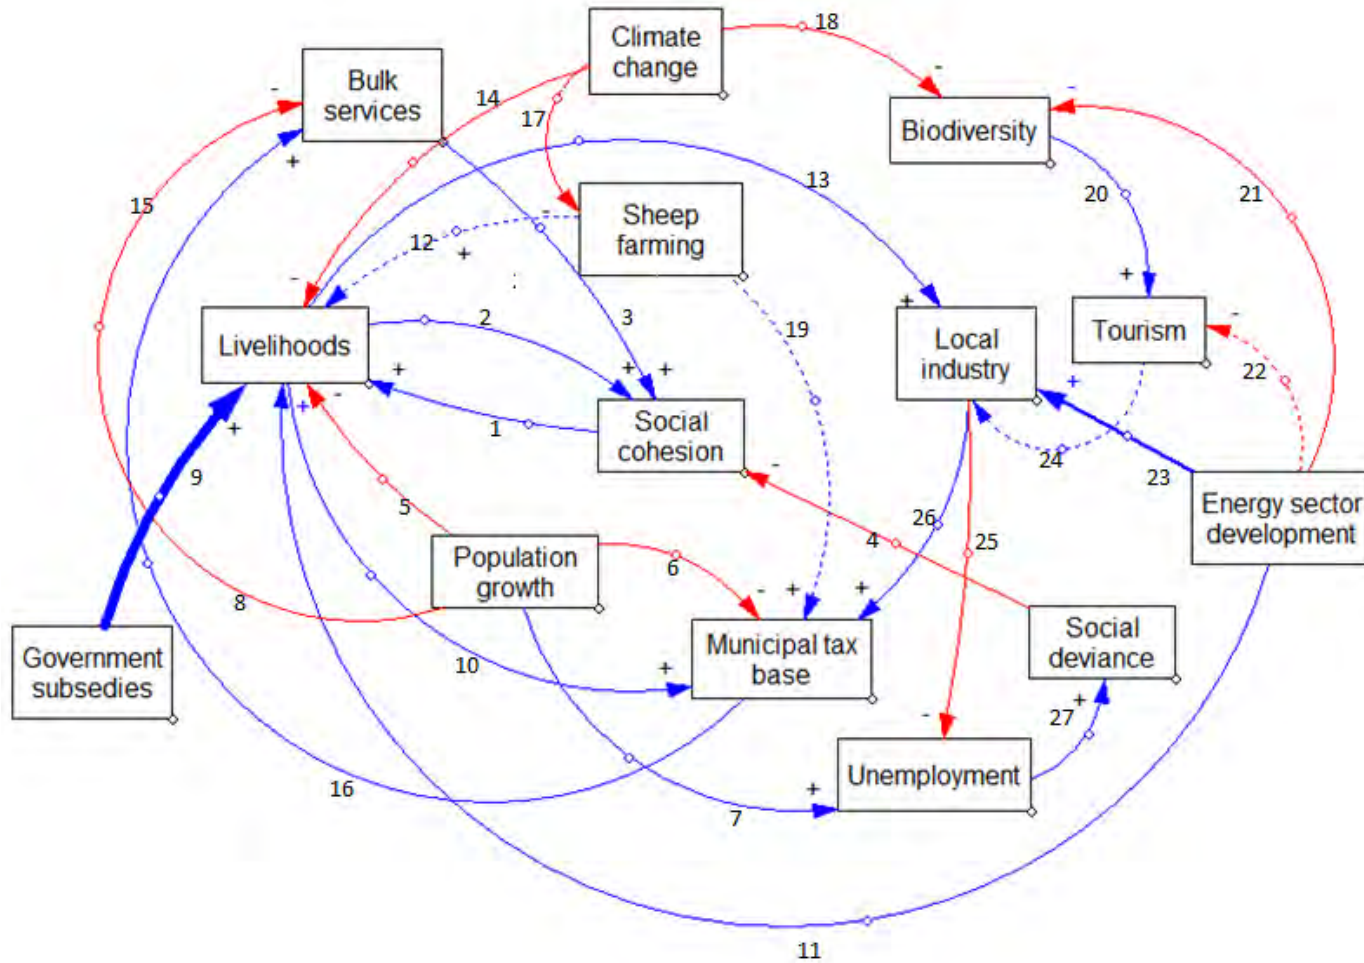 Climate
change
18
-
-
Bulk
services
-
+
14
17
Biodiversity
15
13
20
21
Sheep
farming
-
12
+
:
-
19
+
-
Livelihoods
2
3
+
Local
industry
Tourism
22
+
-
+
+
+
+
1
Social
cohesion
-
24
23
9
5
Energy sector
development
4
26
25
Population
growth
6
-
+
+
8
Government
subsedies
10
+
Municipal tax
base
Social
deviance
+
27
-
Unemployment
16
+
7
11